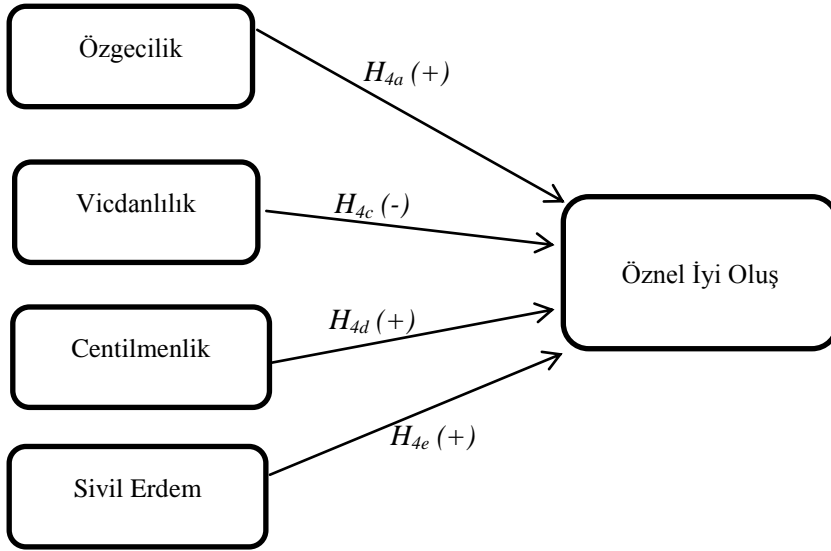 Özgecilik
H4a (+)
Vicdanlılık
H4c (-)
Öznel İyi Oluş
H4d (+)
Centilmenlik
H4e (+)
Sivil Erdem